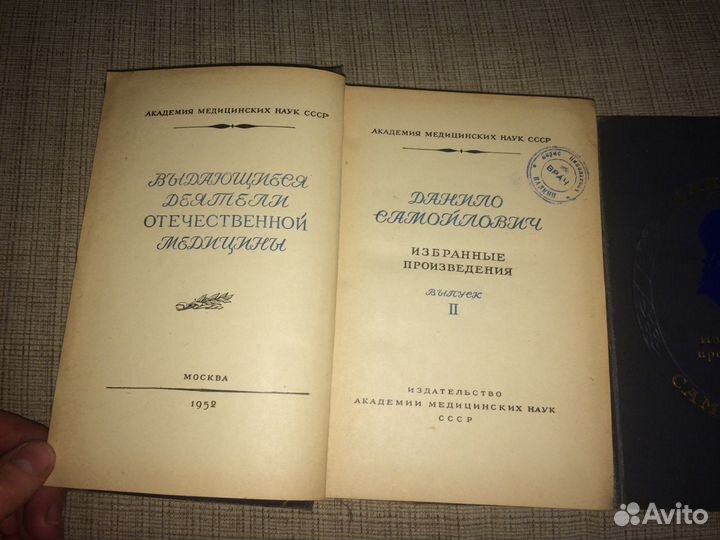 АКАДЕМИЯ МЕДИЦИНСКИХ НАУК СССР
ВЫДАЮЩИЕСЯ
ДЕЯТЕЛИ
ОТЕЧЕСТВЕННОЙ
МЕДИЦИНЫ
МОСКВА
1952
АКАДЕМИЯ МЕДИЦИНСКИХ НАУК СССР
ДАНИЛО
САМОЙЛОВИЧ
ИЗБРАННЫЕ
ПРОИЗВЕДЕНИЯ
ВЫПУСК
II
ИЗДАТЕЛЬСТВО
АКАДЕМИИ МЕДИЦИНСКИХ НАУК
СССР
ВРАЧ
Avito